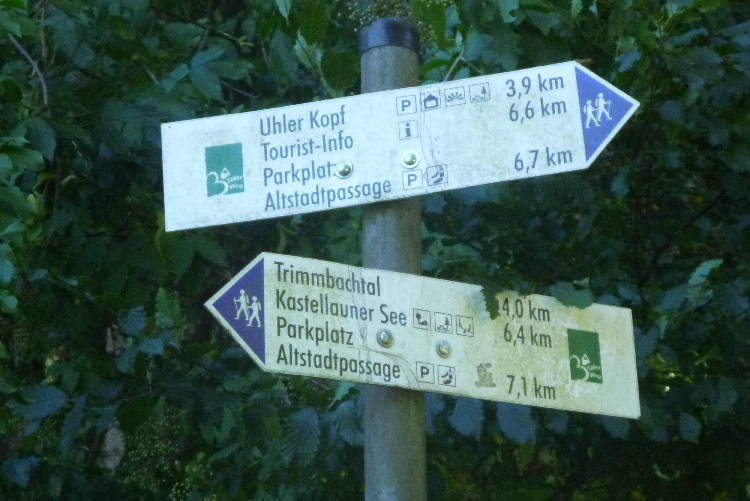 Uhler Kopf P 3,9 km
Tourist-Info i 6,6 km
Parkplatz
Altstadtpassage P 6,7 km
Trimmbachtal 4,0 km
Kastellauner See 6,4 km
Parkplatz
Altstadtpassage P 7,1 km